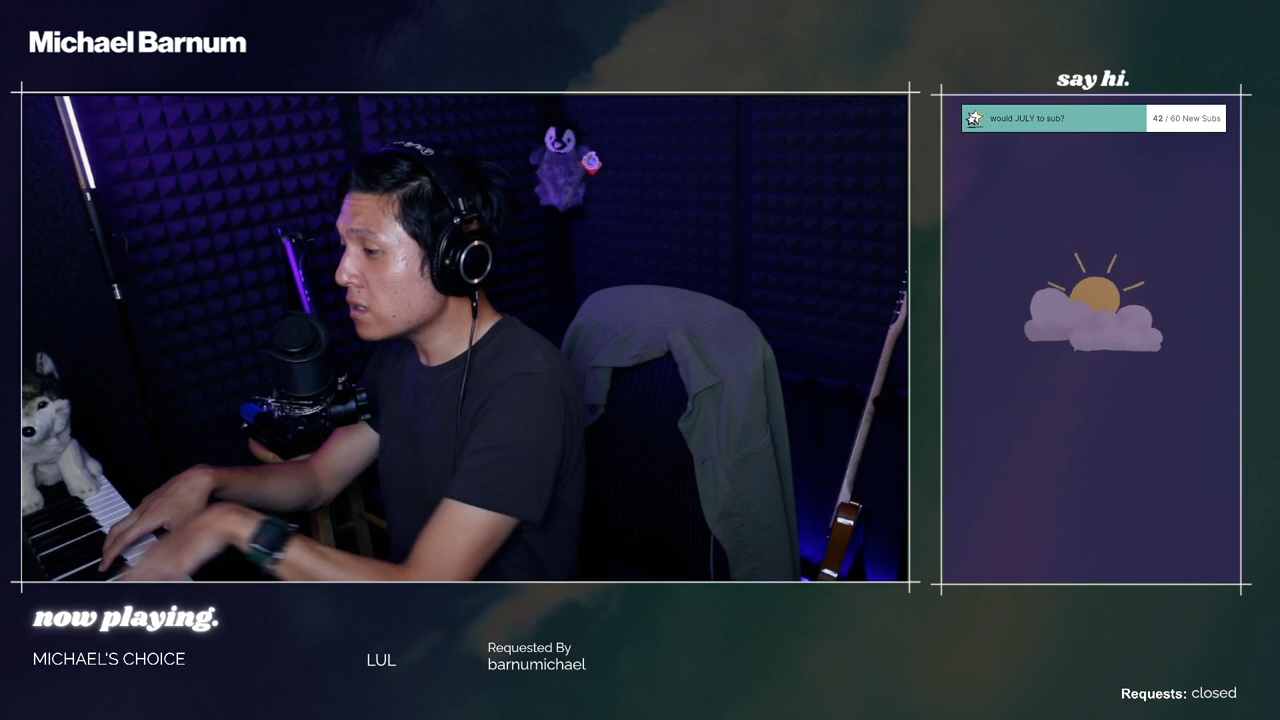 Michael Barnum
say hi.
would JULY to sub?
42 / 60 New Subs
now playing.
MICHAEL'S CHOICE
LUL
Requested By
barnumichael
Requests: closed